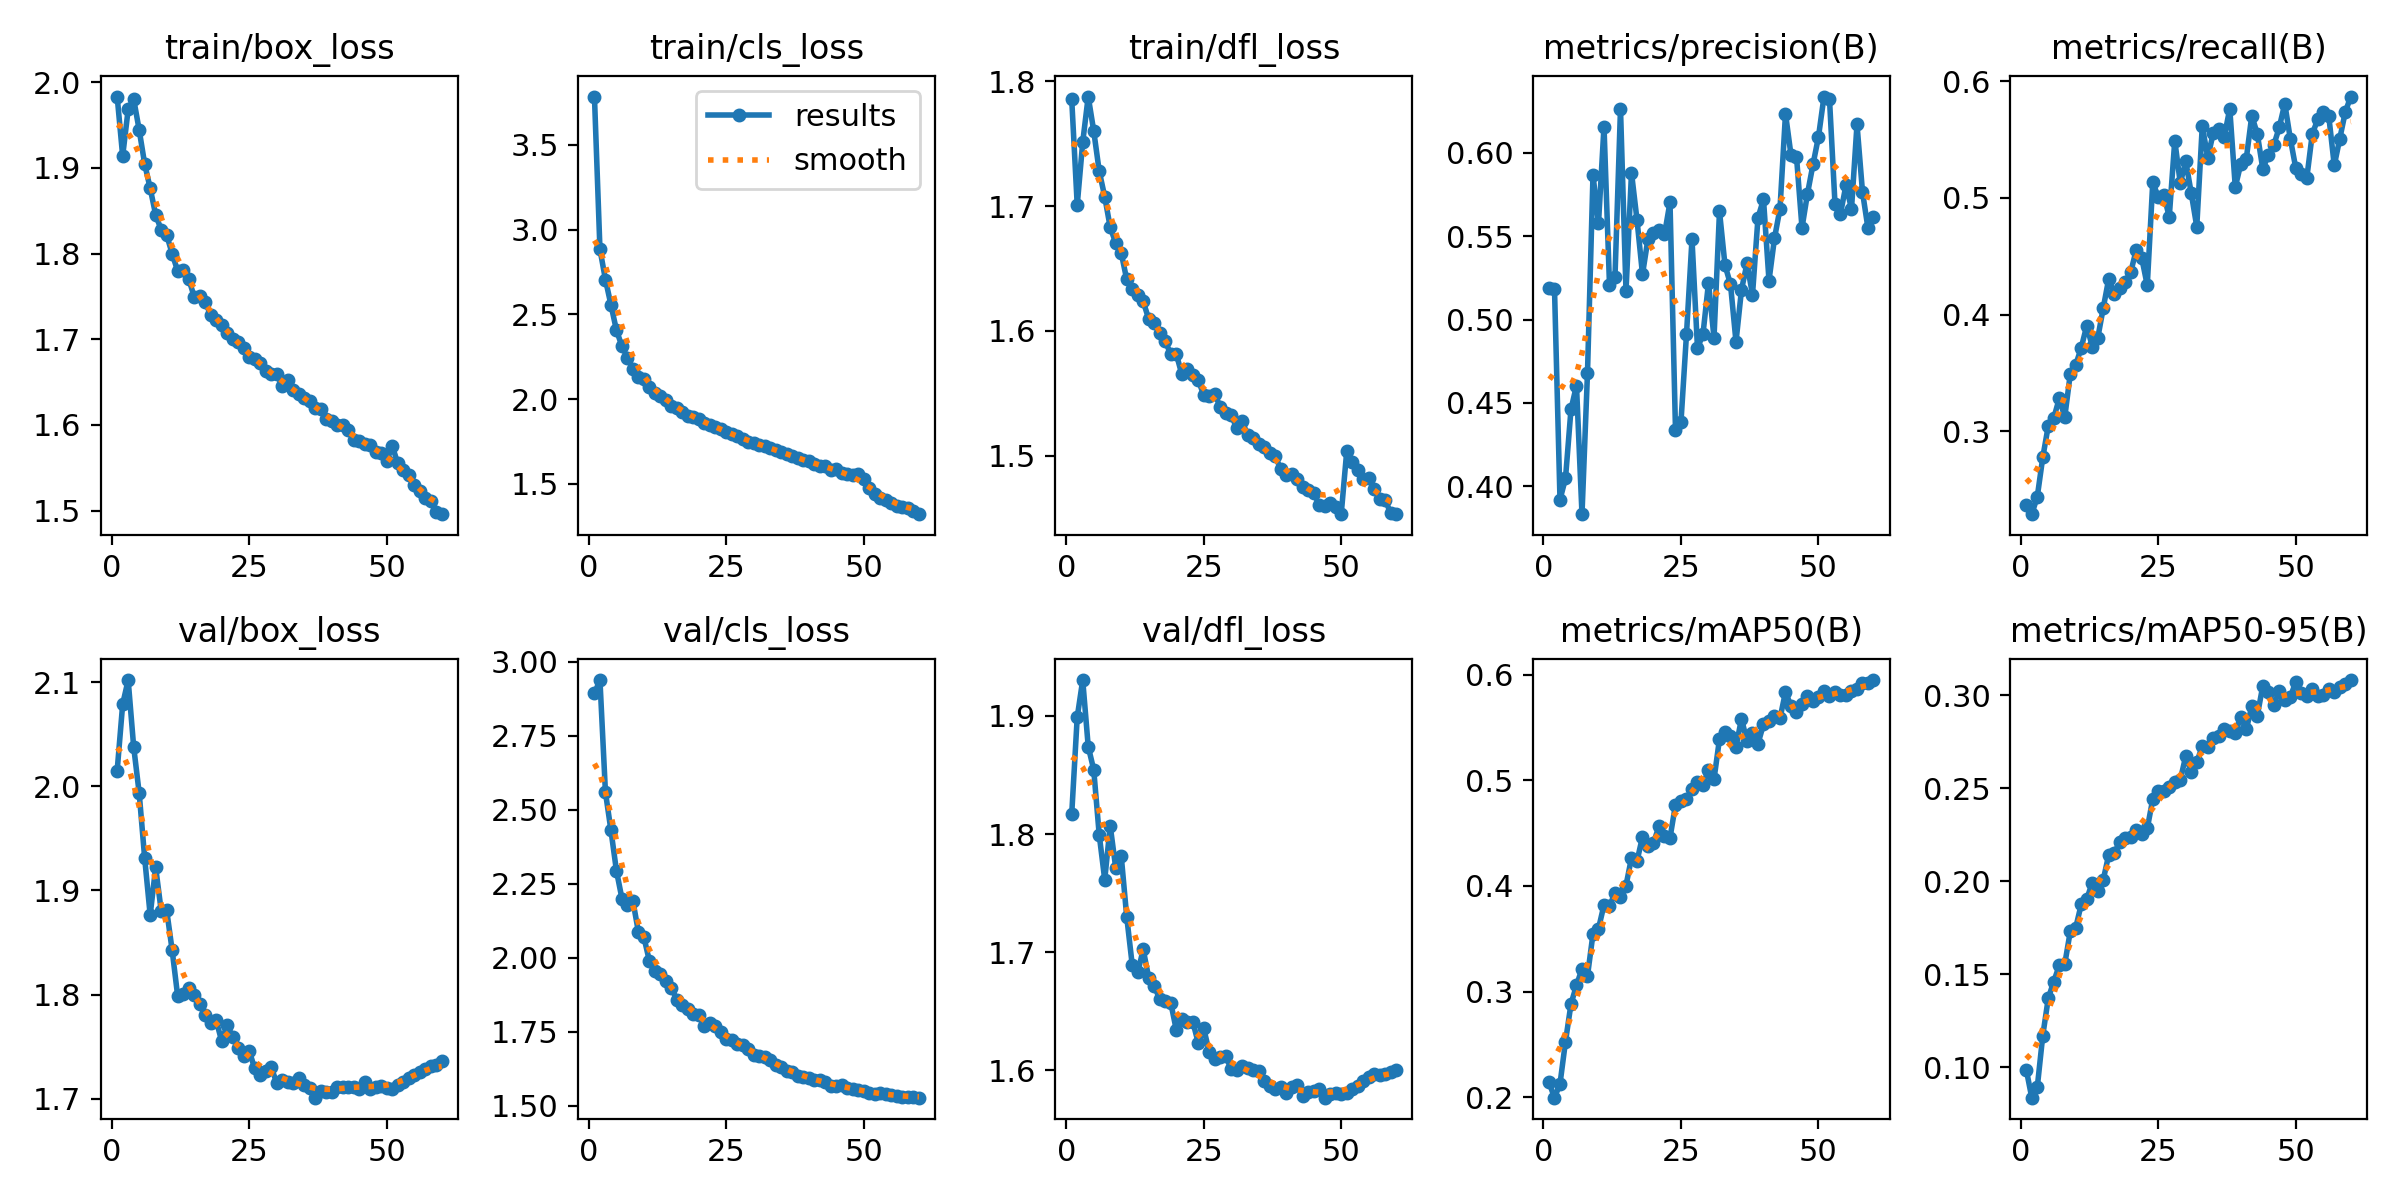 train/box_loss
train/cls_loss
train/dfl_loss
metrics/precision(B)
metrics/recall(B)
2.0
1.9
1.8
1.7
1.6
1.5
0 25 50
3.5
3.0
2.5
2.0
1.5
results
smooth
0 25 50
1.8
1.7
1.6
1.5
0 25 50
0.60
0.55
0.50
0.45
0.40
0 25 50
0.6
0.5
0.4
0.3
0 25 50
val/box_loss
val/cls_loss
val/dfl_loss
metrics/mAP50(B)
metrics/mAP50-95(B)
2.1
2.0
1.9
1.8
1.7
0 25 50
3.00
2.75
2.50
2.25
2.00
1.75
1.50
0 25 50
1.9
1.8
1.7
1.6
0 25 50
0.6
0.5
0.4
0.3
0.2
0 25 50
0.30
0.25
0.20
0.15
0.10
0 25 50